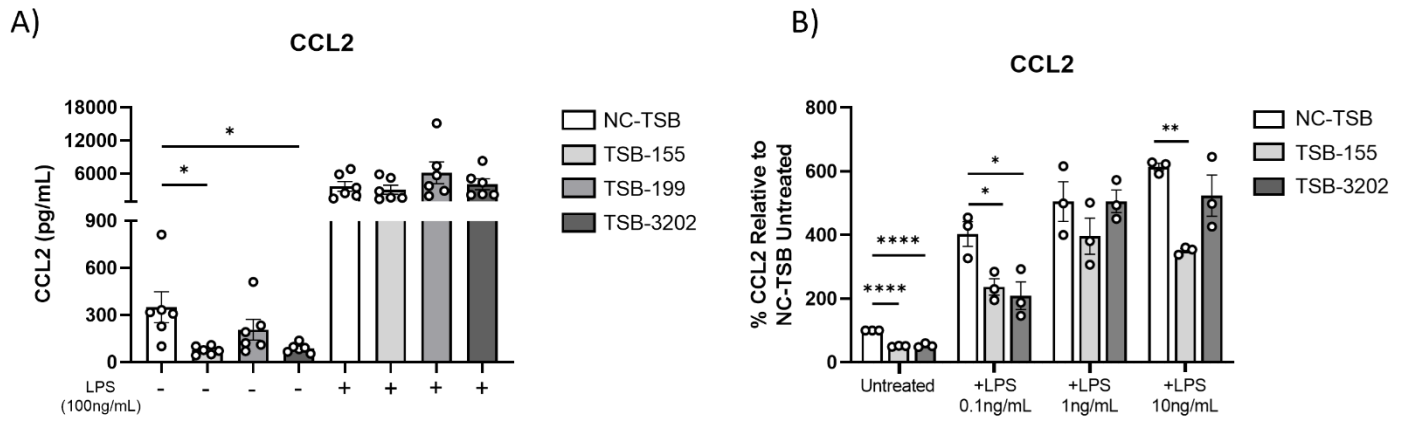 A)
CCL2
CCL2 (pg/mL)
18000
12000
6000
900
600
300
0
*
*
LPS
(100ng/mL)
- - - - + + + +
NC-TSB
TSB-155
TSB-199
TSB-3202
B)
CCL2
% CCL2 Relative to
NC-TSB Untreated
800
600
400
200
0
****
****
*
*
**
Untreated
+LPS
0.1ng/mL
+LPS
1ng/mL
+LPS
10ng/mL
NC-TSB
TSB-155
TSB-3202